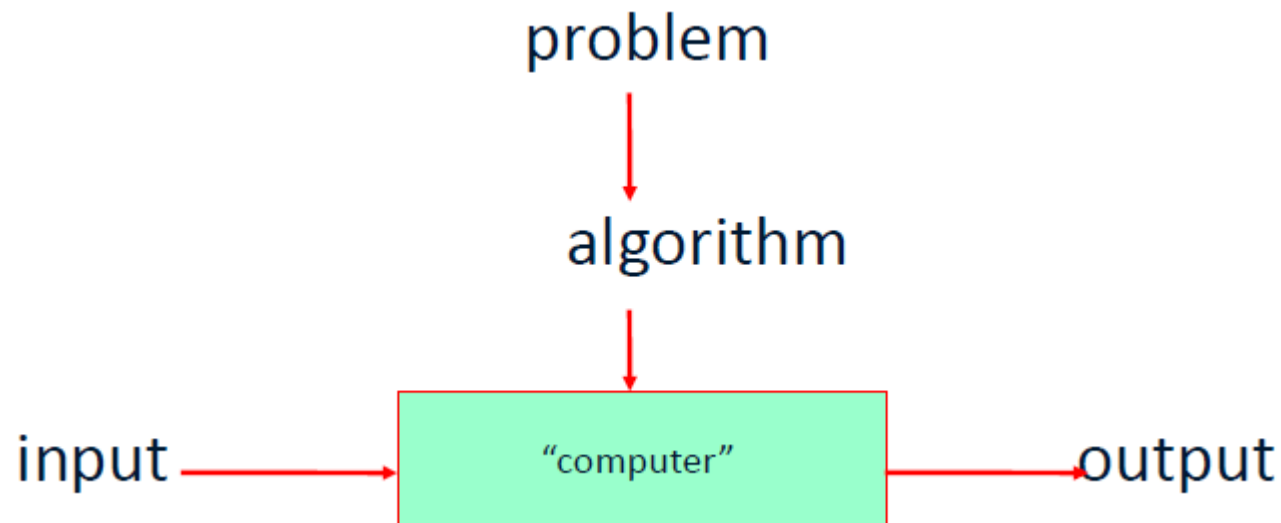 problem
algorithm
input
“computer”
output